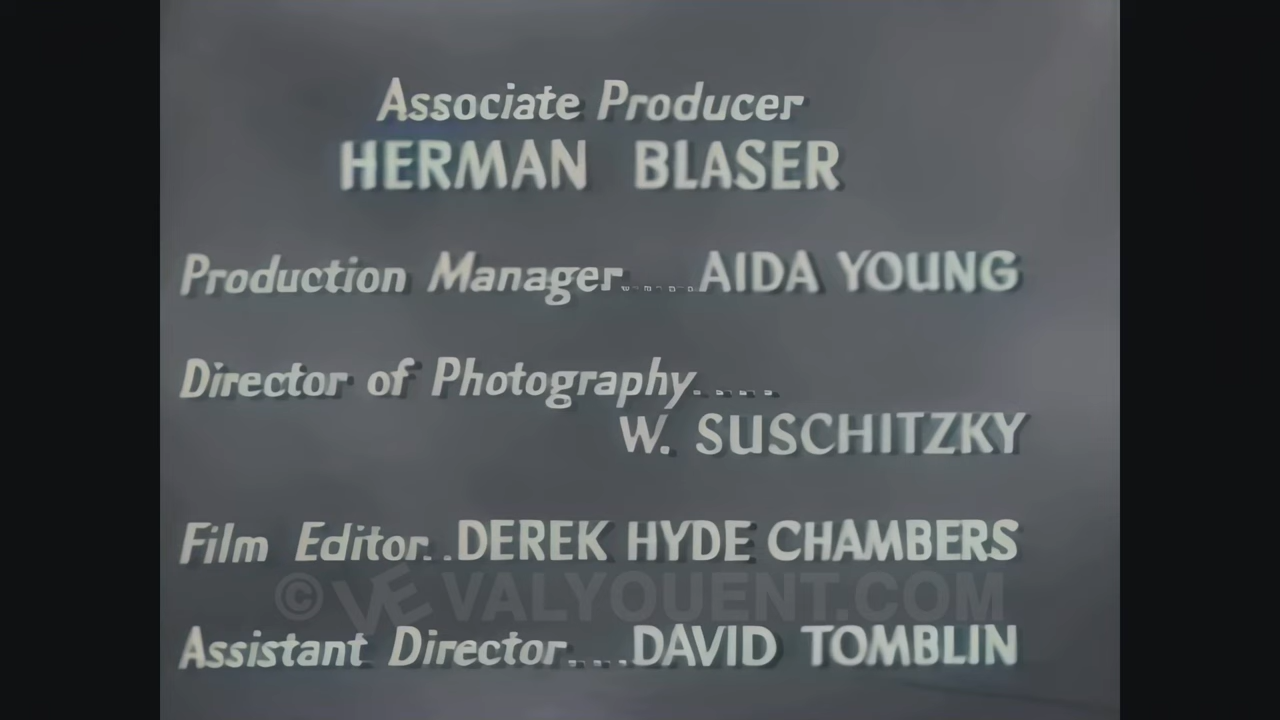 Associate Producer
HERMAN BLASER
Production Manager.....AIDA YOUNG
Director of Photography.....
W. SUSCHITZKY
Film Editor..DEREK HYDE CHAMBERS
© VE VALYOUENT.COM
Assistant Director....DAVID TOMBLIN